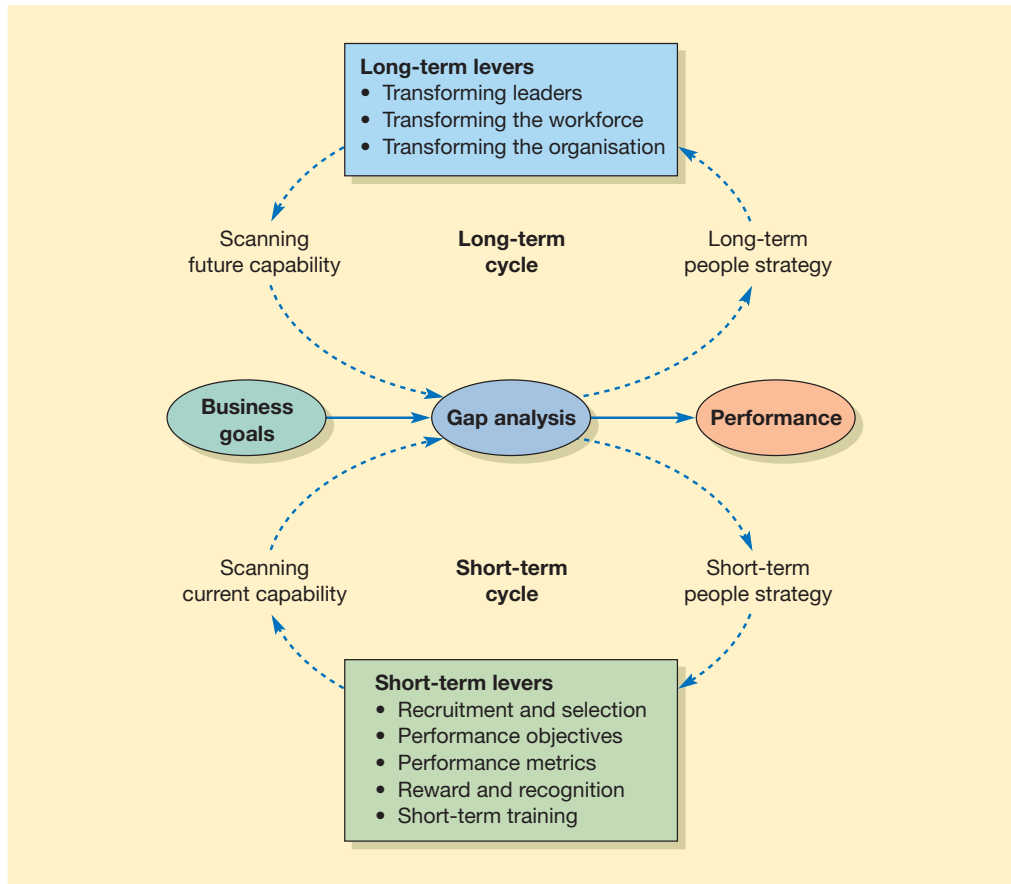 Long-term levers
• Transforming leaders
• Transforming the workforce
• Transforming the organisation
Scanning
future capability
Long-term
cycle
Long-term
people strategy
Business
goals
Gap analysis
Performance
Scanning
current capability
Short-term
cycle
Short-term
people strategy
Short-term levers
• Recruitment and selection
• Performance objectives
• Performance metrics
• Reward and recognition
• Short-term training